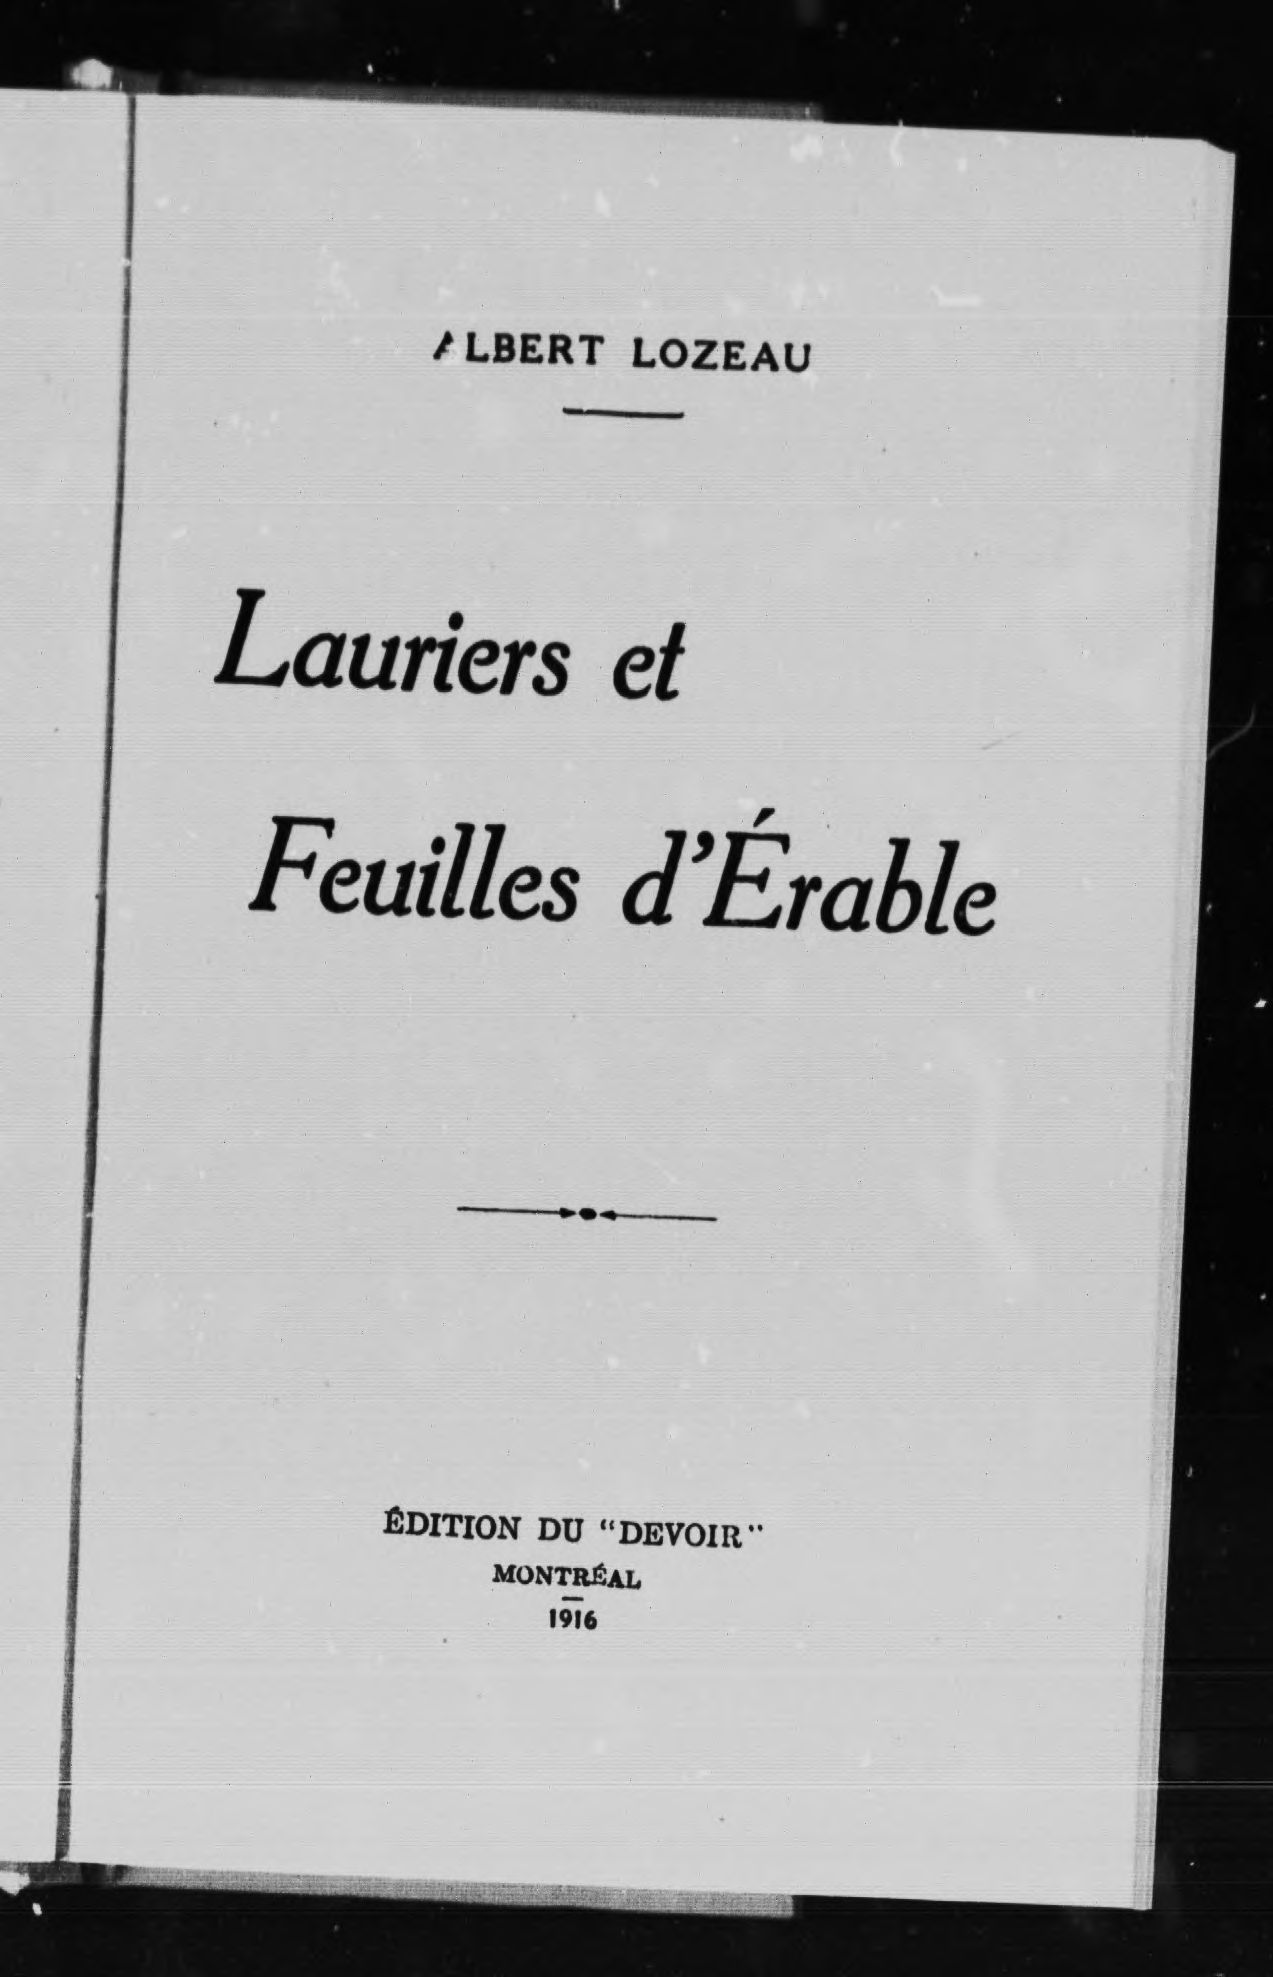 ALBERT LOZEAU
Lauriers et
Feuilles d'Érable
ÉDITION DU "DEVOIR"
MONTRÉAL
1916